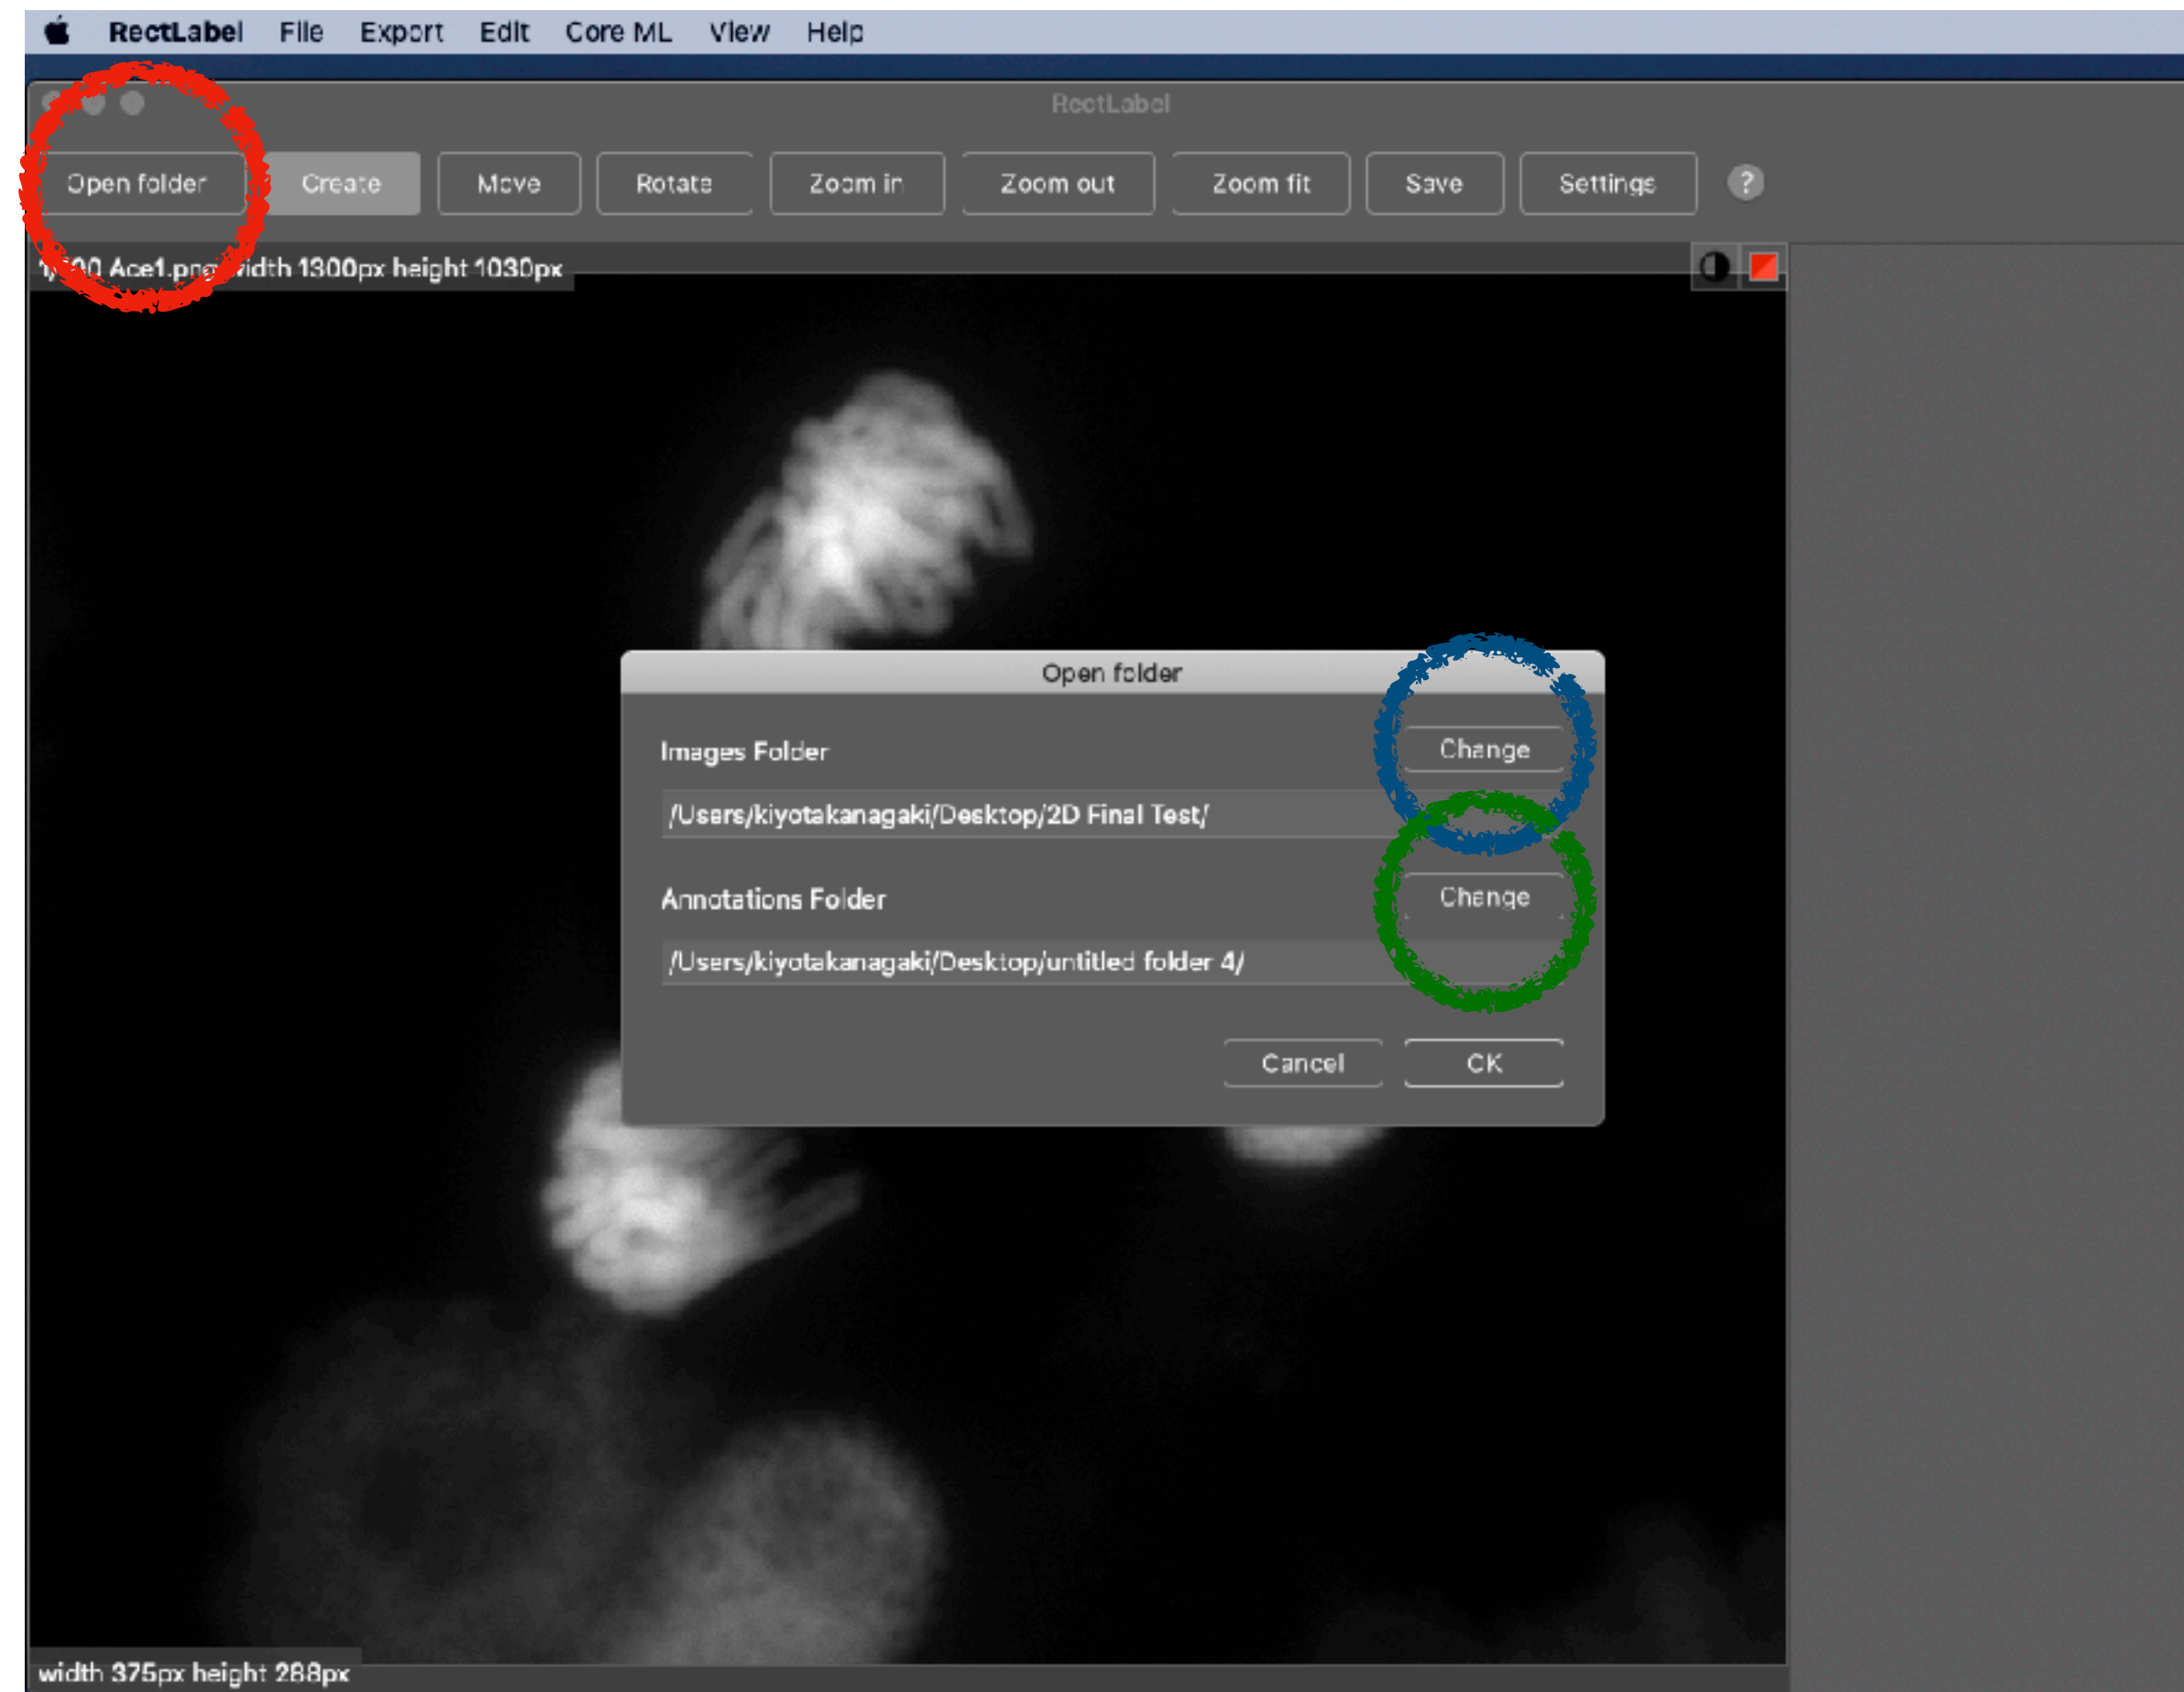 RectLabel File Export Edit Core ML View Help
RectLabel
Open folder Create Move Rotate Zoom in Zoom out Zoom fit Save Settings ?
Ace1.png width 1300px height 1030px
Open folder
Images Folder Change
/Users/kiyotakanagaki/Desktop/2D Final Test/
Annotations Folder Change
/Users/kiyotakanagaki/Desktop/untitled folder 4/
Cancel OK
width 375px height 288px